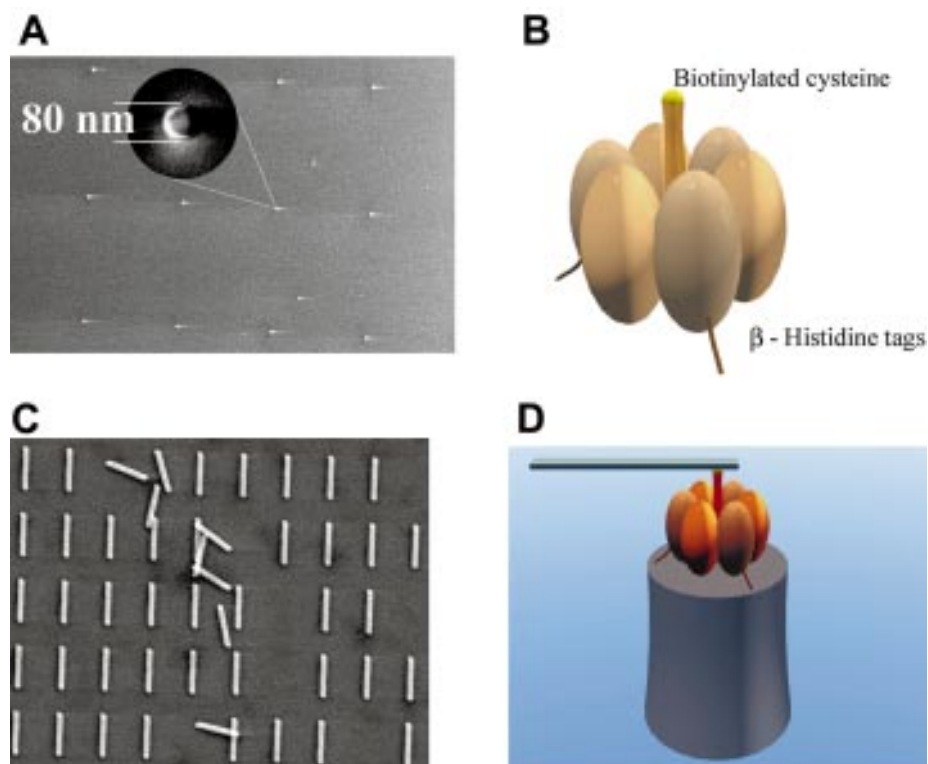 A
80 nm
B
Biotinylated cysteine
β - Histidine tags
C
D